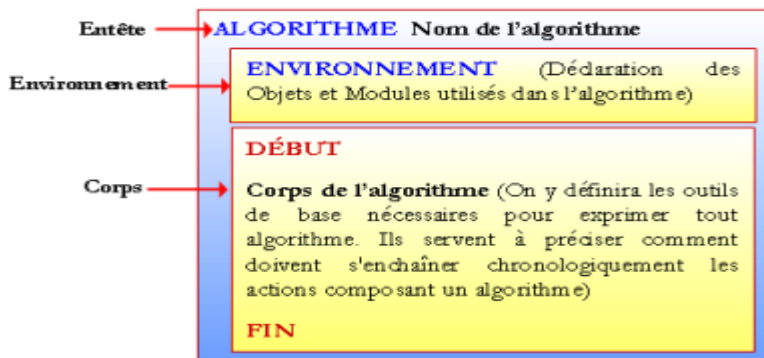 Entête ALGORITHME Nom de l'algorithme
Environnement
ENVIRONNEMENT (Déclaration des
Objets et Modules utilisés dans l'algorithme)
DÉBUT
Corps
Corps de l'algorithme (On y définira les outils
de base nécessaires pour exprimer tout
algorithme. Ils servent à préciser comment
doivent s'enchaîner chronologiquement les
actions composant un algorithme)
FIN